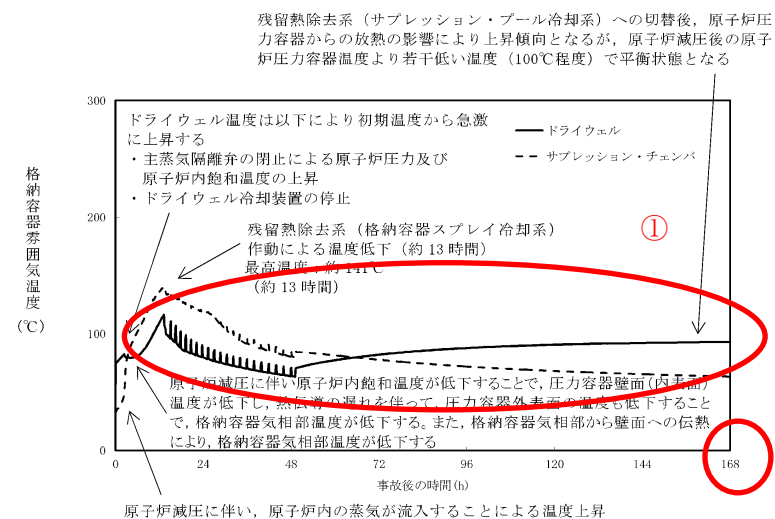 残留熱除去系（サプレッション・プール冷却系）への切替後，原子炉圧
力容器からの放熱の影響により上昇傾向となるが，原子炉減圧後の原子
炉圧力容器温度より若干低い温度（100℃程度）で平衡状態となる
300
ドライウェル温度は以下により初期温度から急激
に上昇する
・主蒸気隔離弁の閉止による原子炉圧力及び
原子炉内飽和温度の上昇
・ドライウェル冷却装置の停止
ドライウェル
サプレッション・チェンバ
200
残留熱除去系（格納容器スプレイ冷却系）
作動による温度低下（約 13 時間）
最高温度：約 141℃
（約 13 時間）
①
格納容器雰囲気温度
（℃）
100
原子炉減圧に伴い原子炉内飽和温度が低下することで，圧力容器壁面（内表面）
温度が低下し，熱伝導の遅れを伴って，圧力容器外表面の温度も低下すること
で，格納容器気相部温度が低下する。また，格納容器気相部から壁面への伝熱
により，格納容器気相部温度が低下する
0
0 24 48 72 96 120 144 168
事故後の時間(h)
原子炉減圧に伴い，原子炉内の蒸気が流入することによる温度上昇